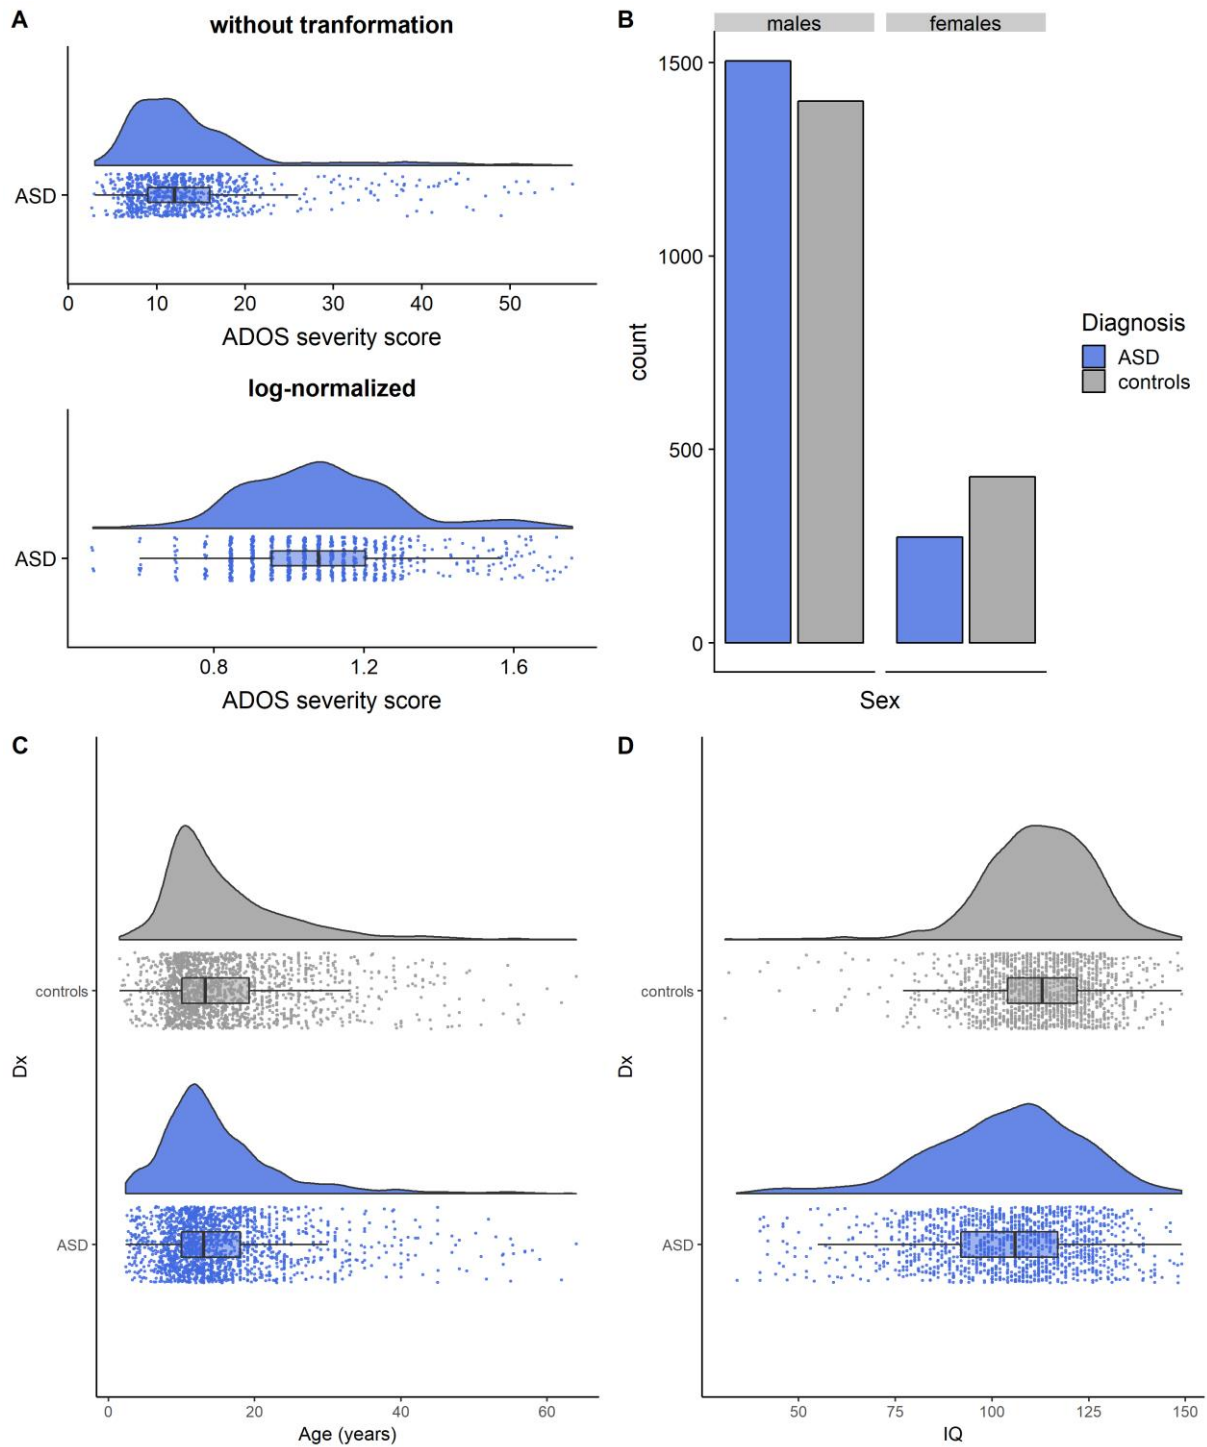 A
without tranformation
ASD
0 10 20 30 40 50
ADOS severity score
log-normalized
ASD
0.8 1.2 1.6
ADOS severity score
B
males females
1500
1000
500
0
count
Sex
Diagnosis
ASD
controls
C
controls
ASD
Dx
0 20 40 60
Age (years)
D
controls
ASD
Dx
50 75 100 125 150
IQ